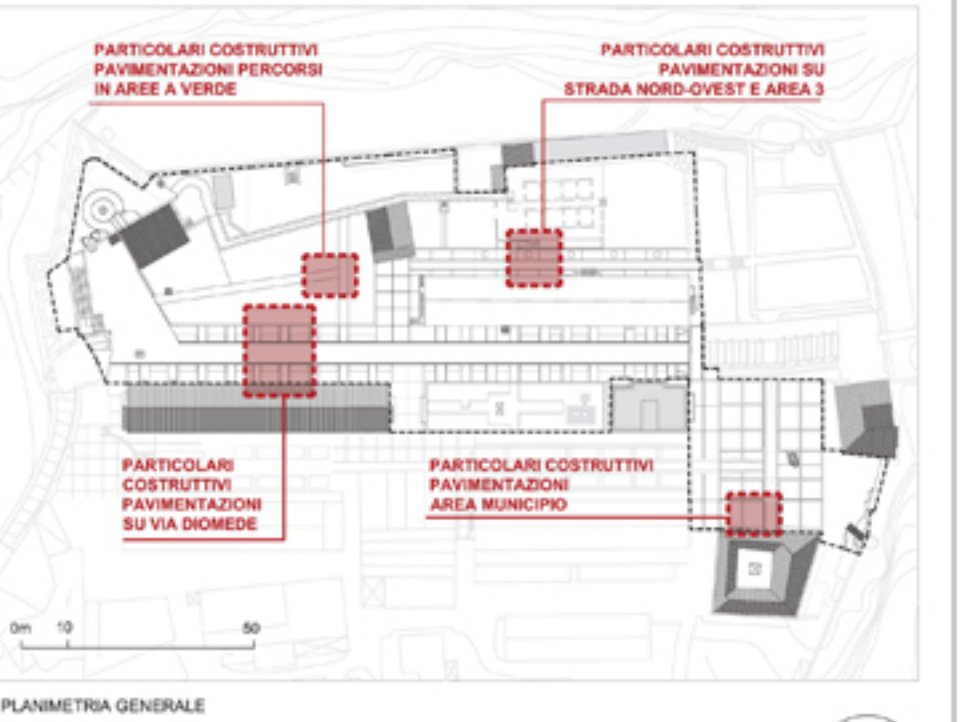 PARTICOLARI COSTRUTTIVI
PAVIMENTAZIONI PERCORSI
IN AREE A VERDE
PARTICOLARI COSTRUTTIVI
PAVIMENTAZIONI SU
STRADA NORD-OVEST E AREA 3
PARTICOLARI
COSTRUTTIVI
PAVIMENTAZIONI
SU VIA DIOMEDE
PARTICOLARI COSTRUTTIVI
PAVIMENTAZIONI
AREA MUNICIPIO
0m 10 50
PLANIMETRIA GENERALE